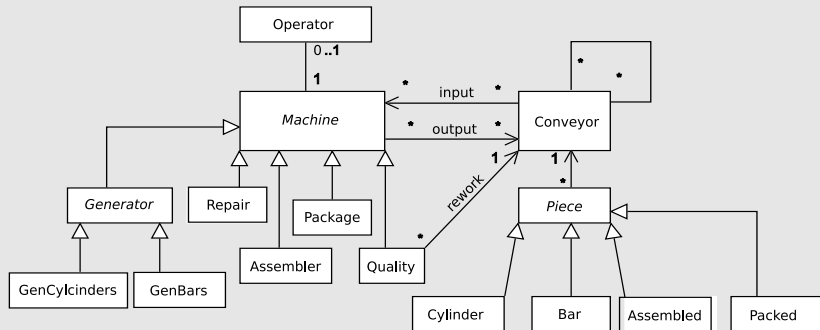 Operator
0..1
1
*
*
input
*
*
output
Machine
Conveyor
*
*
1
1
*
rework
*
Generator
Repair
Package
Piece
Assembler
Quality
GenCylcinders
GenBars
Cylinder
Bar
Assembled
Packed